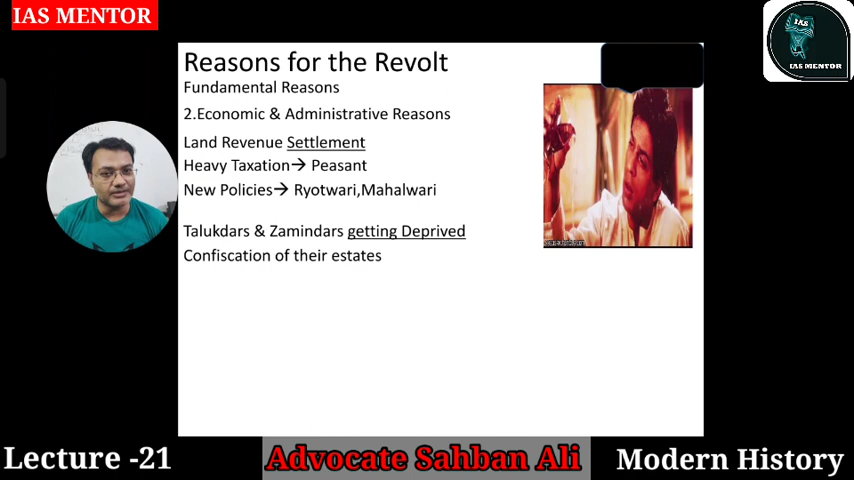 IAS MENTOR
IAS
IAS MENTOR
Reasons for the Revolt
Fundamental Reasons
2.Economic & Administrative Reasons
Land Revenue Settlement
Heavy Taxation→ Peasant
New Policies→ Ryotwari,Mahalwari
Talukdars & Zamindars getting Deprived
Confiscation of their estates
Lecture -21
Advocate Sahban Ali
Modern History